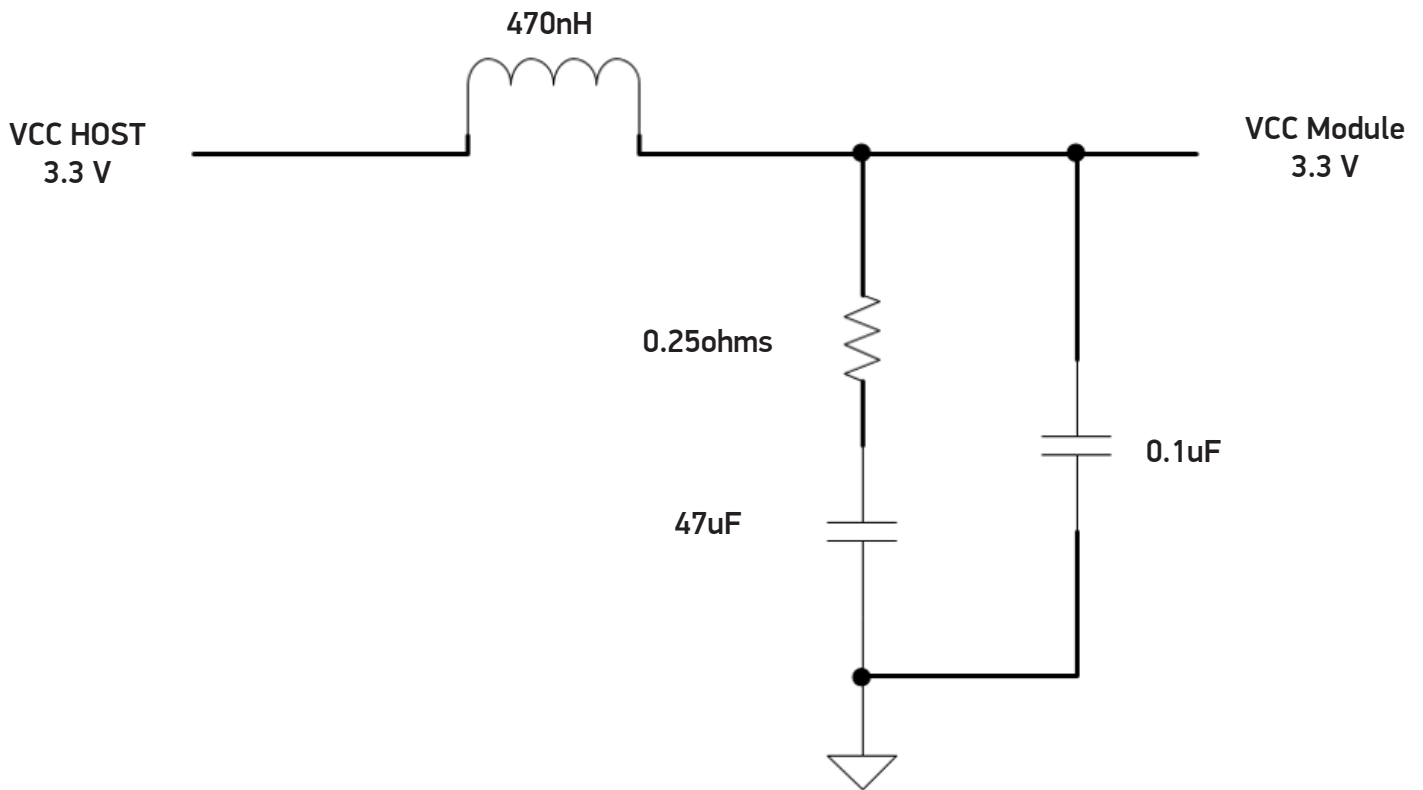 470nH
VCC HOST
3.3 V
VCC Module
3.3 V
0.25ohms
0.1uF
47uF